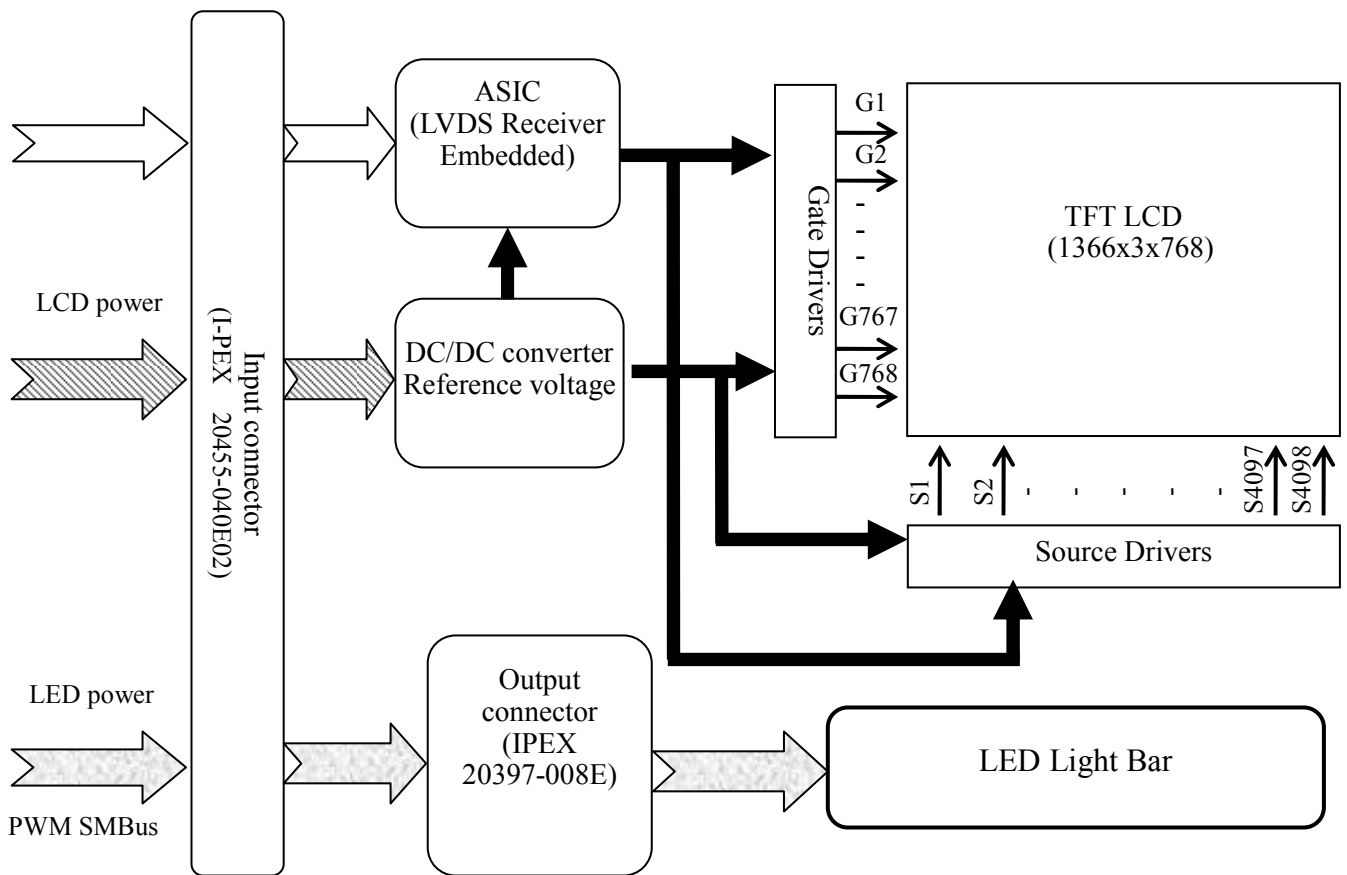 ASIC
(LVDS Receiver
Embedded)
G1
G2
-
-
-
-
G767
G768
Gate Drivers
TFT LCD
(1366x3x768)
LCD power
Input connector
(I-PEX 20455-040E02)
DC/DC converter
Reference voltage
S1
S2
- - - - -
S4097
S4098
Source Drivers
LED power
PWM SMBus
Output
connector
(IPEX
20397-008E)
LED Light Bar